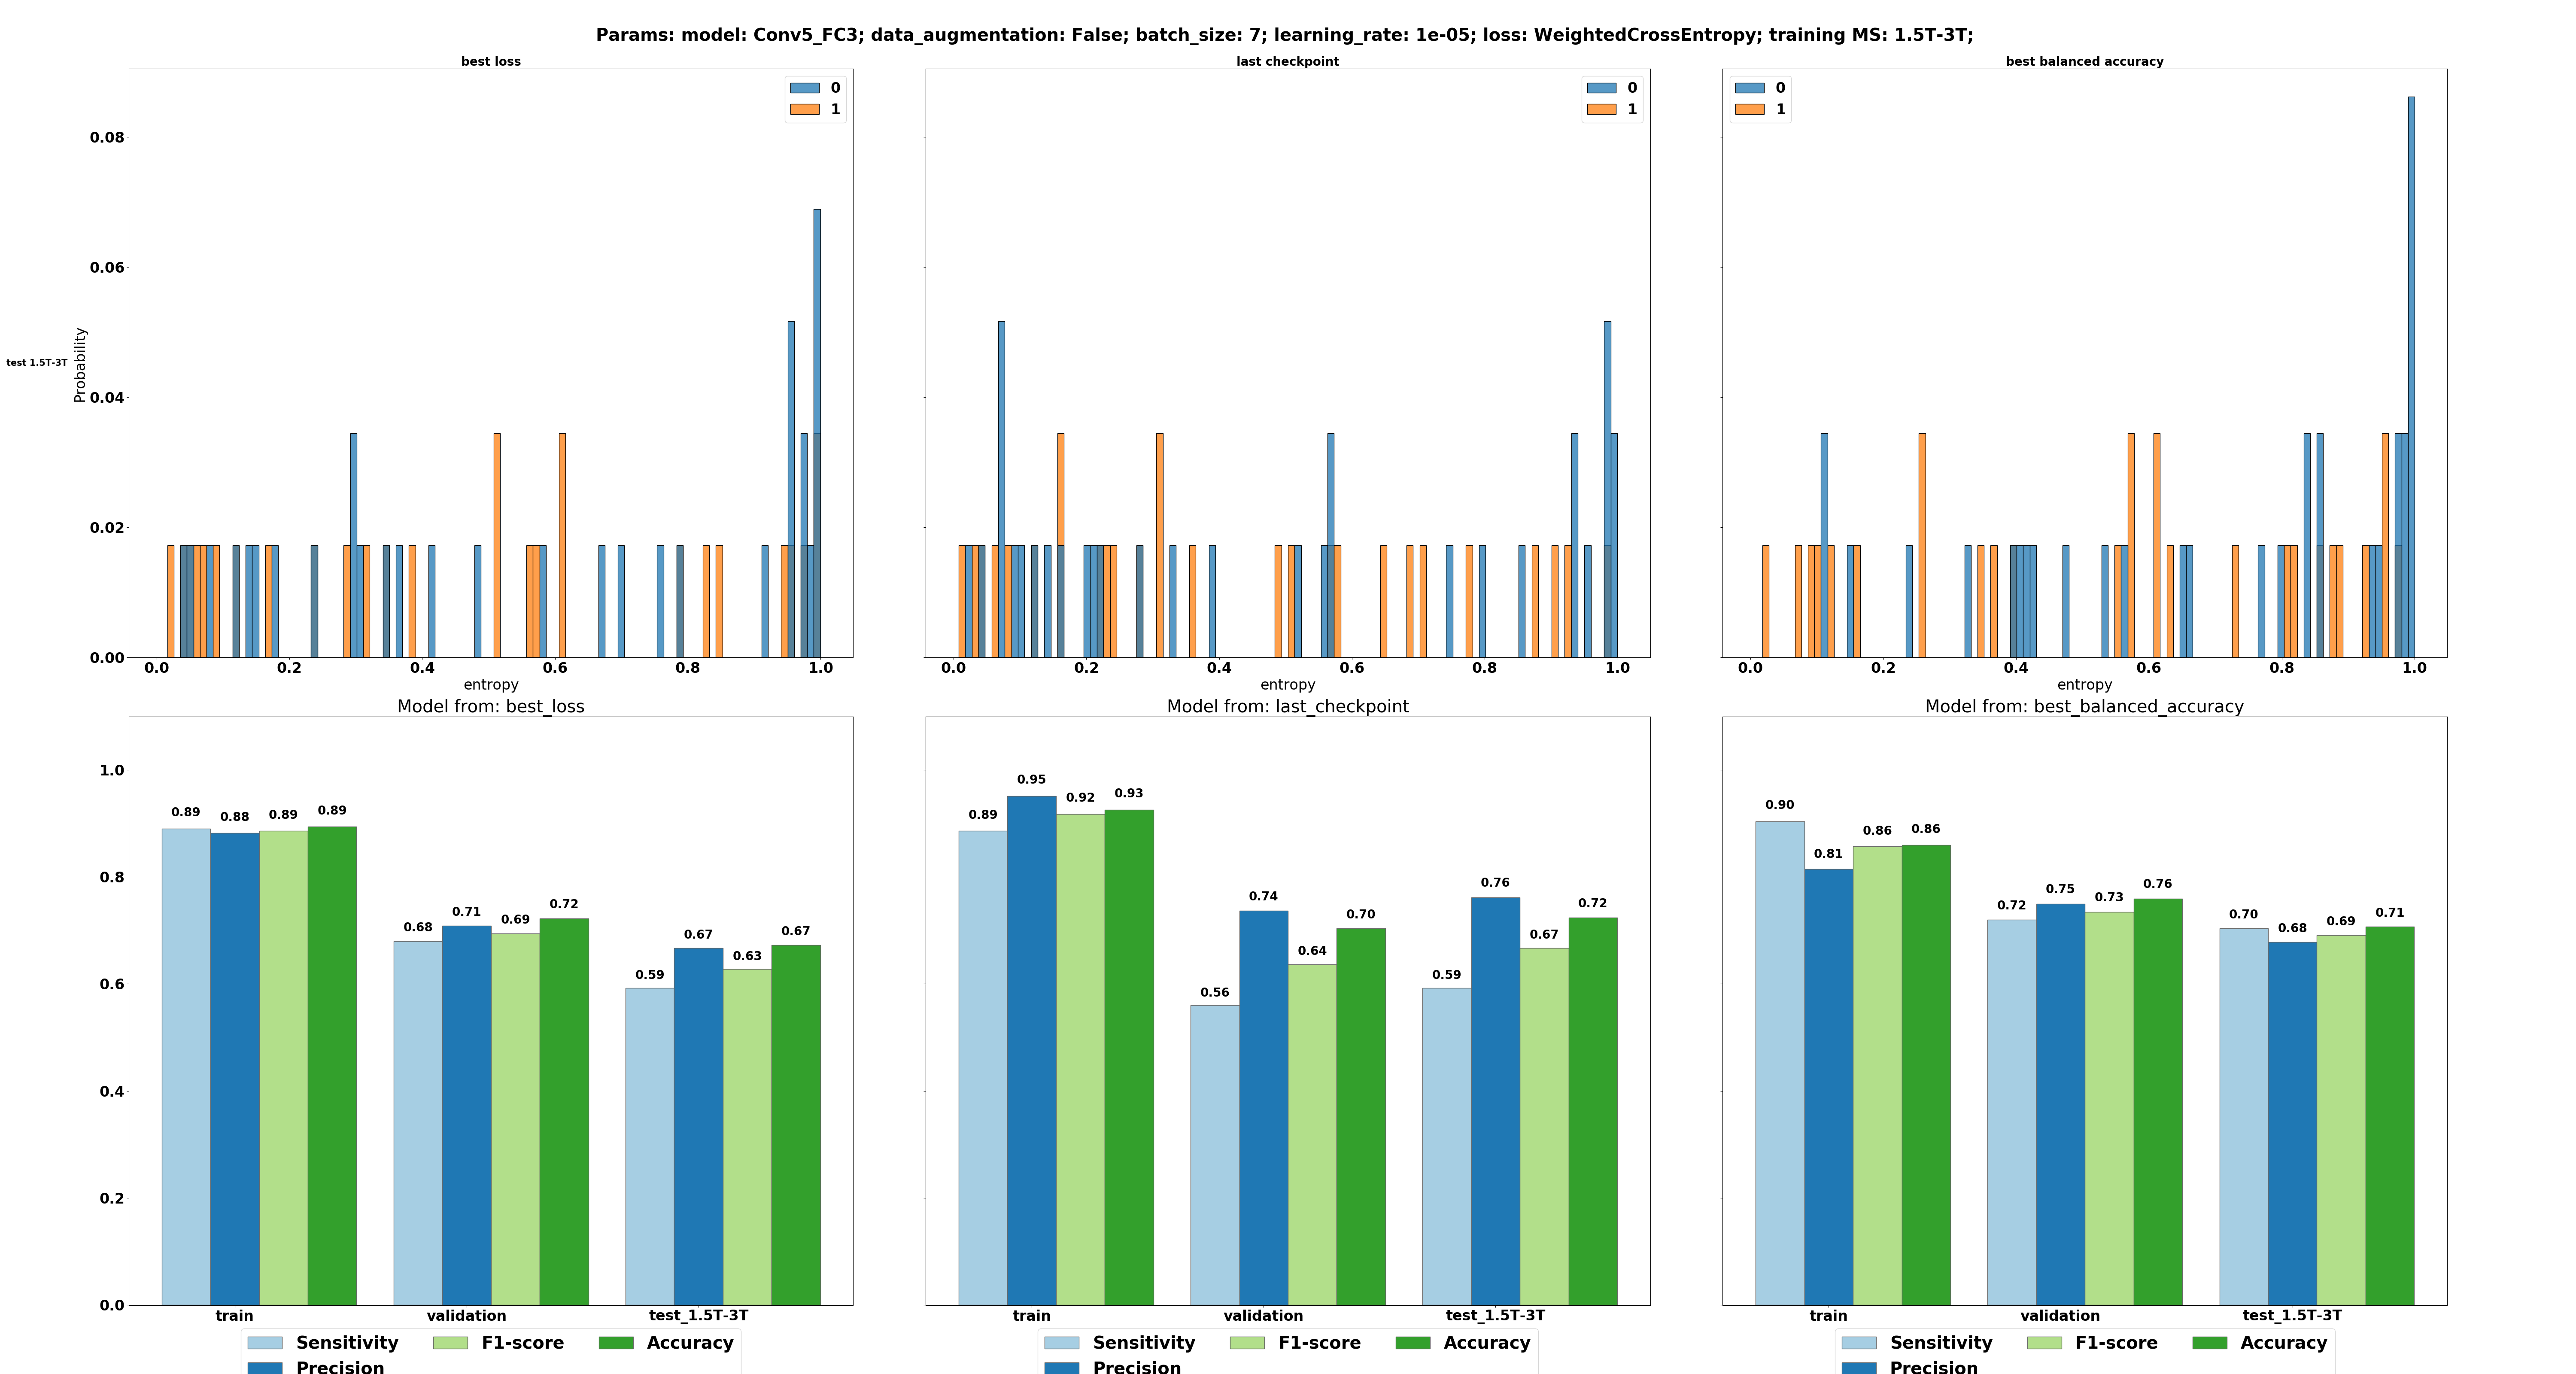 Params: model: Conv5_FC3; data_augmentation: False; batch_size: 7; learning_rate: 1e-05; loss: WeightedCrossEntropy; training MS: 1.5T-3T;
best loss
last checkpoint
best balanced accuracy
0
1
0
1
0
1
0.08
0.06
0.04
0.02
0.00
Probability
test 1.5T-3T
0.0 0.2 0.4 0.6 0.8 1.0
0.0 0.2 0.4 0.6 0.8 1.0
0.0 0.2 0.4 0.6 0.8 1.0
entropy
entropy
entropy
Model from: best_loss
Model from: last_checkpoint
Model from: best_balanced_accuracy
1.0
0.8
0.6
0.4
0.2
0.0
0.89 0.88 0.89 0.89
0.68 0.71 0.69 0.72
0.59 0.67 0.63 0.67
0.89 0.95 0.92 0.93
0.56 0.74 0.64 0.70
0.59 0.76 0.67 0.72
0.90 0.81 0.86 0.86
0.72 0.75 0.73 0.76
0.70 0.68 0.69 0.71
train validation test_1.5T-3T
train validation test_1.5T-3T
train validation test_1.5T-3T
Sensitivity F1-score Accuracy
Precision
Sensitivity F1-score Accuracy
Precision
Sensitivity F1-score Accuracy
Precision